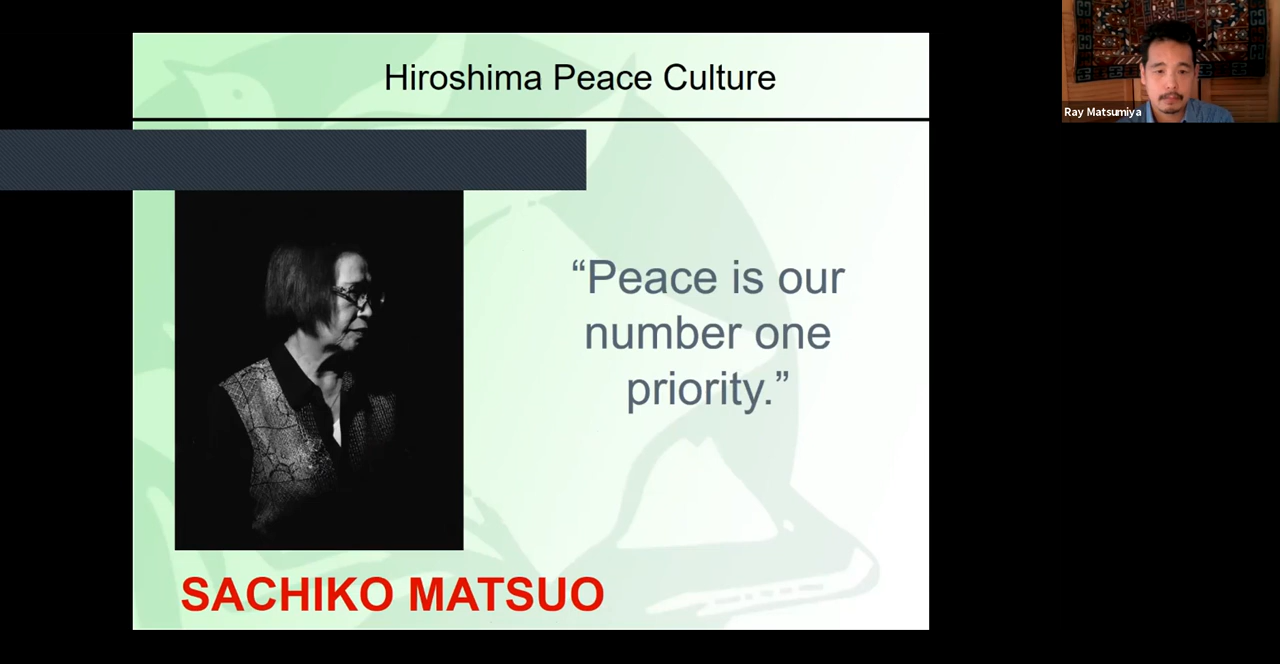 Hiroshima Peace Culture
Ray Matsumiya
“Peace is our
number one
priority.”
SACHIKO MATSUO